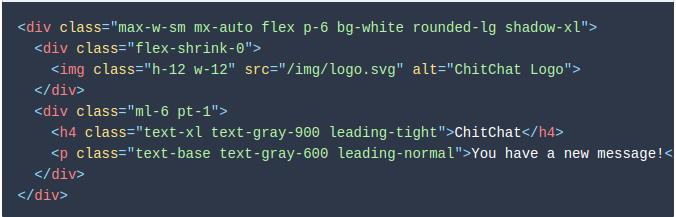 <div class="max-w-sm mx-auto flex p-6 bg-white rounded-lg shadow-xl">
  <div class="flex-shrink-0">
    <img class="h-12 w-12" src="/img/logo.svg" alt="ChitChat Logo">
  </div>
  <div class="ml-6 pt-1">
    <h4 class="text-xl text-gray-900 leading-tight">ChitChat</h4>
    <p class="text-base text-gray-600 leading-normal">You have a new message!<
  </div>
</div>